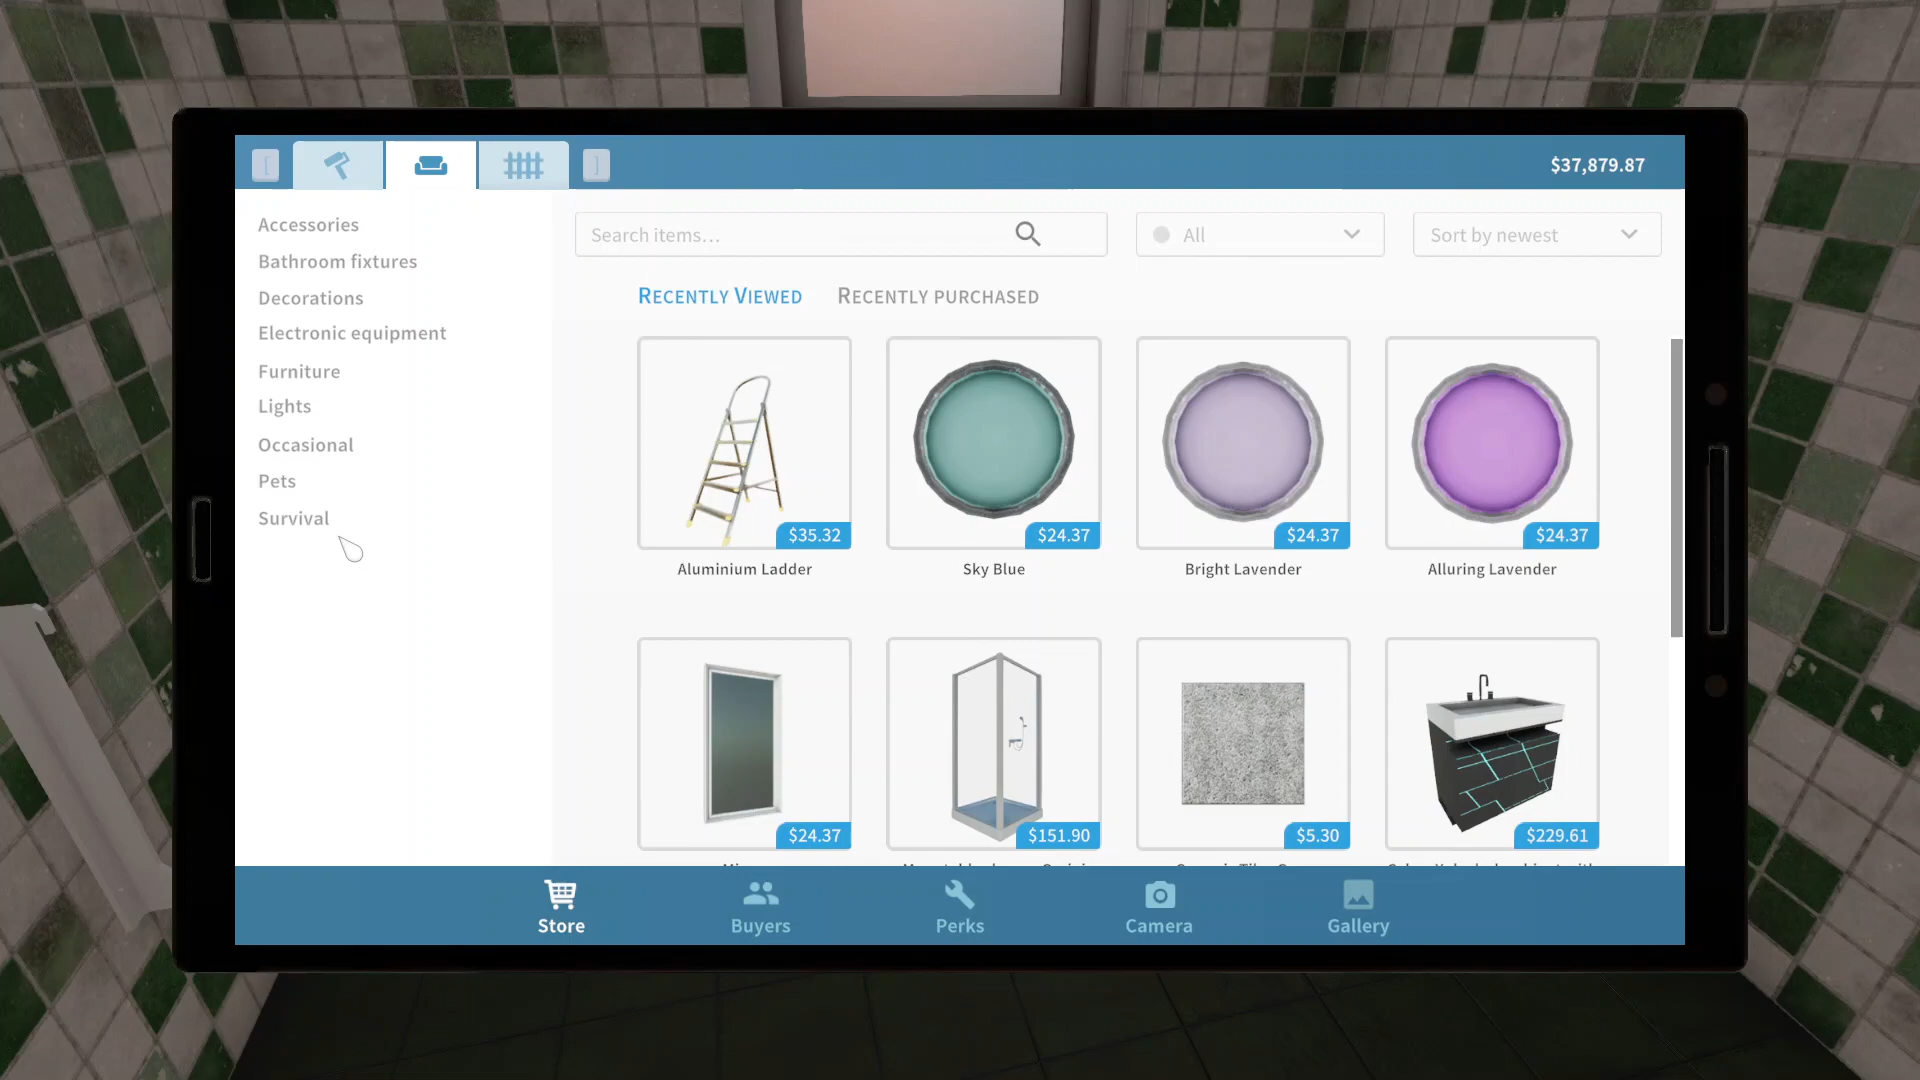 [
]
$37,879.87
Accessories
Bathroom fixtures
Decorations
Electronic equipment
Furniture
Lights
Occasional
Pets
Survival
Search items...
All
Sort by newest
RECENTLY VIEWED
RECENTLY PURCHASED
$35.32
$24.37
$24.37
$24.37
Aluminium Ladder
Sky Blue
Bright Lavender
Alluring Lavender
$24.37
$151.90
$5.30
$229.61
Store
Buyers
Perks
Camera
Gallery